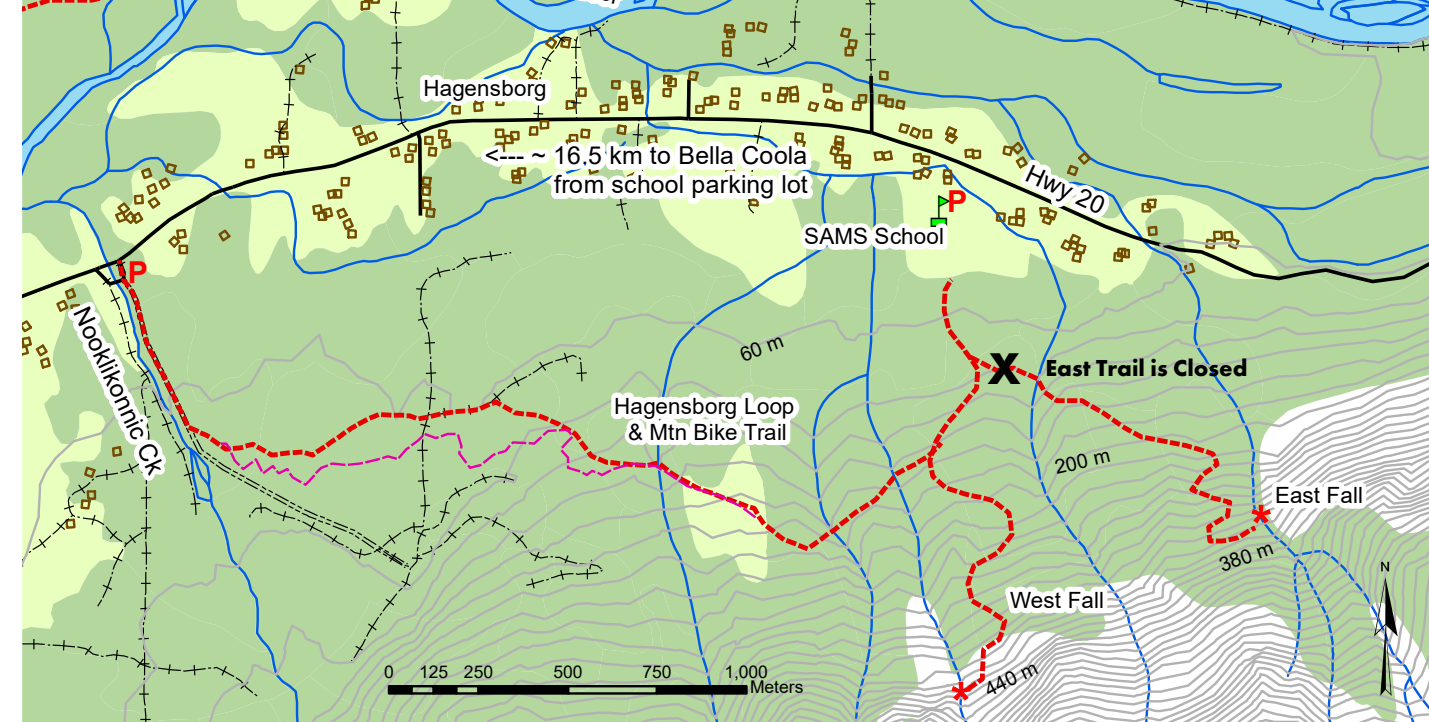 Hagensborg
<--- ~ 16.5 km to Bella Coola
from school parking lot
Hwy 20
P
SAMS School
P
Nooklikonnic Ck
60 m
X
East Trail is Closed
Hagensborg Loop
& Mtn Bike Trail
200 m
East Fall
380 m
West Fall
440 m
N
0 125 250 500 750 1,000
Meters